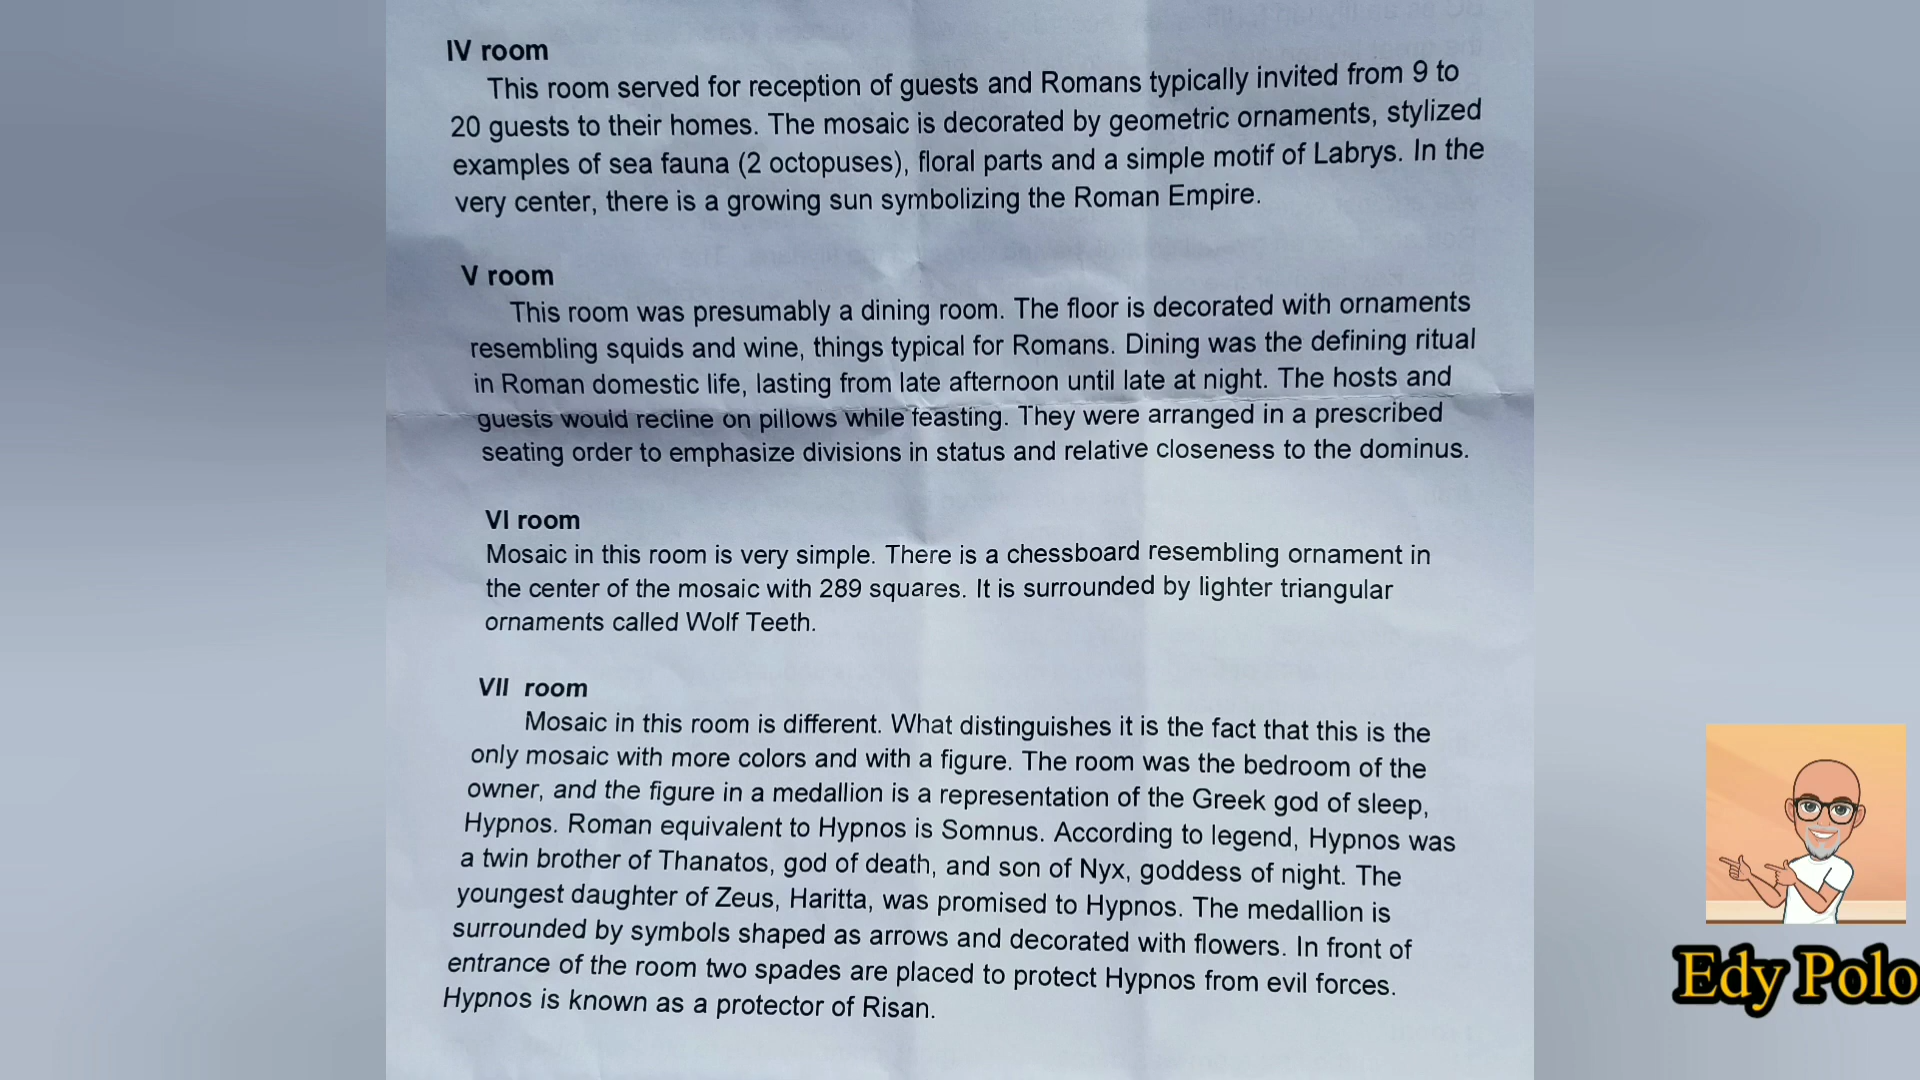 IV room
This room served for reception of guests and Romans typically invited from 9 to
20 guests to their homes. The mosaic is decorated by geometric ornaments, stylized
examples of sea fauna (2 octopuses), floral parts and a simple motif of Labrys. In the
very center, there is a growing sun symbolizing the Roman Empire.
V room
This room was presumably a dining room. The floor is decorated with ornaments
resembling squids and wine, things typical for Romans. Dining was the defining ritual
in Roman domestic life, lasting from late afternoon until late at night. The hosts and
guests would recline on pillows while feasting. They were arranged in a prescribed
seating order to emphasize divisions in status and relative closeness to the dominus.
VI room
Mosaic in this room is very simple. There is a chessboard resembling ornament in
the center of the mosaic with 289 squares. It is surrounded by lighter triangular
ornaments called Wolf Teeth.
VII room
Mosaic in this room is different. What distinguishes it is the fact that this is the
only mosaic with more colors and with a figure. The room was the bedroom of the
owner, and the figure in a medallion is a representation of the Greek god of sleep,
Hypnos. Roman equivalent to Hypnos is Somnus. According to legend, Hypnos was
a twin brother of Thanatos, god of death, and son of Nyx, goddess of night. The
youngest daughter of Zeus, Haritta, was promised to Hypnos. The medallion is
surrounded by symbols shaped as arrows and decorated with flowers. In front of
entrance of the room two spades are placed to protect Hypnos from evil forces.
Hypnos is known as a protector of Risan.
Edy Polo